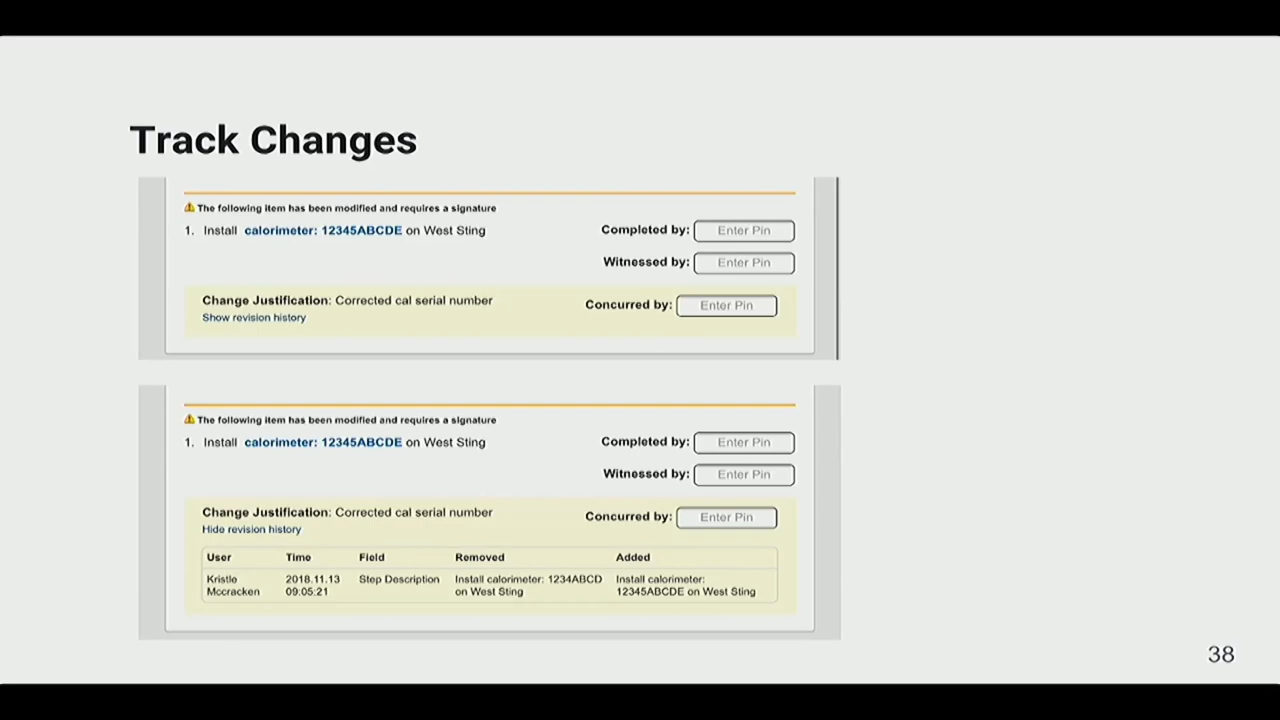 Track Changes
The following item has been modified and requires a signature
1. Install calorimeter: 12345ABCDE on West Sting
Completed by: Enter Pin
Witnessed by: Enter Pin
Change Justification: Corrected cal serial number
Concurred by: Enter Pin
Show revision history
The following item has been modified and requires a signature
1. Install calorimeter: 12345ABCDE on West Sting
Completed by: Enter Pin
Witnessed by: Enter Pin
Change Justification: Corrected cal serial number
Concurred by: Enter Pin
Hide revision history
User Time Field Removed Added
Kristle 2018.11.13 Step Description Install calorimeter: 1234ABCD Install calorimeter:
Mccracken 09:05:21 on West Sting 12345ABCDE on West Sting
38